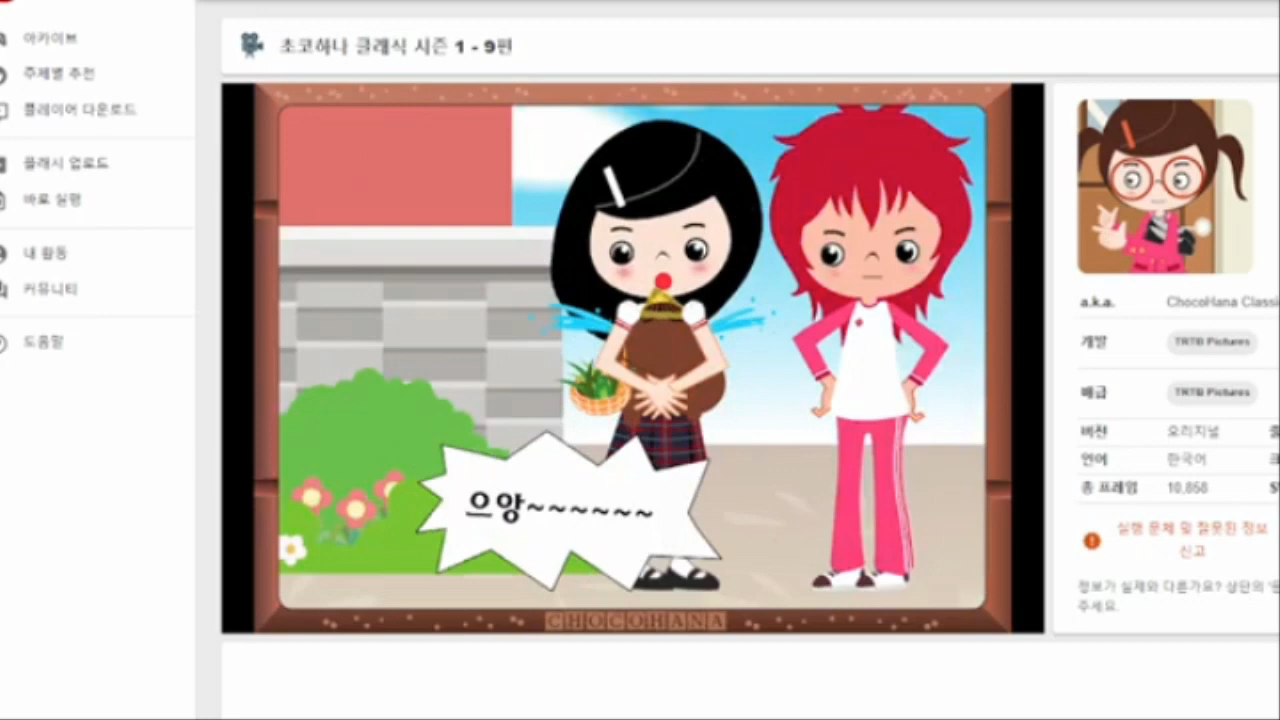 아카이브
주제별 추천
플레이어 다운로드
플래시 업로드
바로 실행
내 활동
커뮤니티
도움말
초코하나 클래식 시즌 1 - 9편
으앙~~~~~~~
CHOCOHANA
a.k.a. ChocoHana Classi
개발 TRTB Pictures
배급 TRTB Pictures
버전 오리지널
언어 한국어
총 프레임 10,858
실행 문제 및 잘못된 정보
신고
정보가 실제와 다른가요? 상단의
주세요.